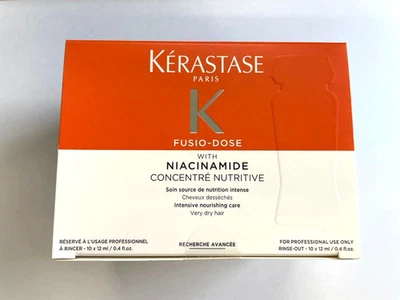 KÉRASTASE
PARIS
K
FUSIO-DOSE
WITH
NIACINAMIDE
CONCENTRÉ NUTRITIVE
Soin source de nutrition intense
Cheveux desséchés
Intensive nourishing care
Very dry hair
RÉSERVÉ À L'USAGE PROFESSIONNEL
À RINCER - 10 x 12 ml / 0.4 fl.oz.
RECHERCHE AVANCÉE
FOR PROFESSIONAL USE ONLY
RINSE-OUT - 10 x 12 ml / 0.4 fl.oz.